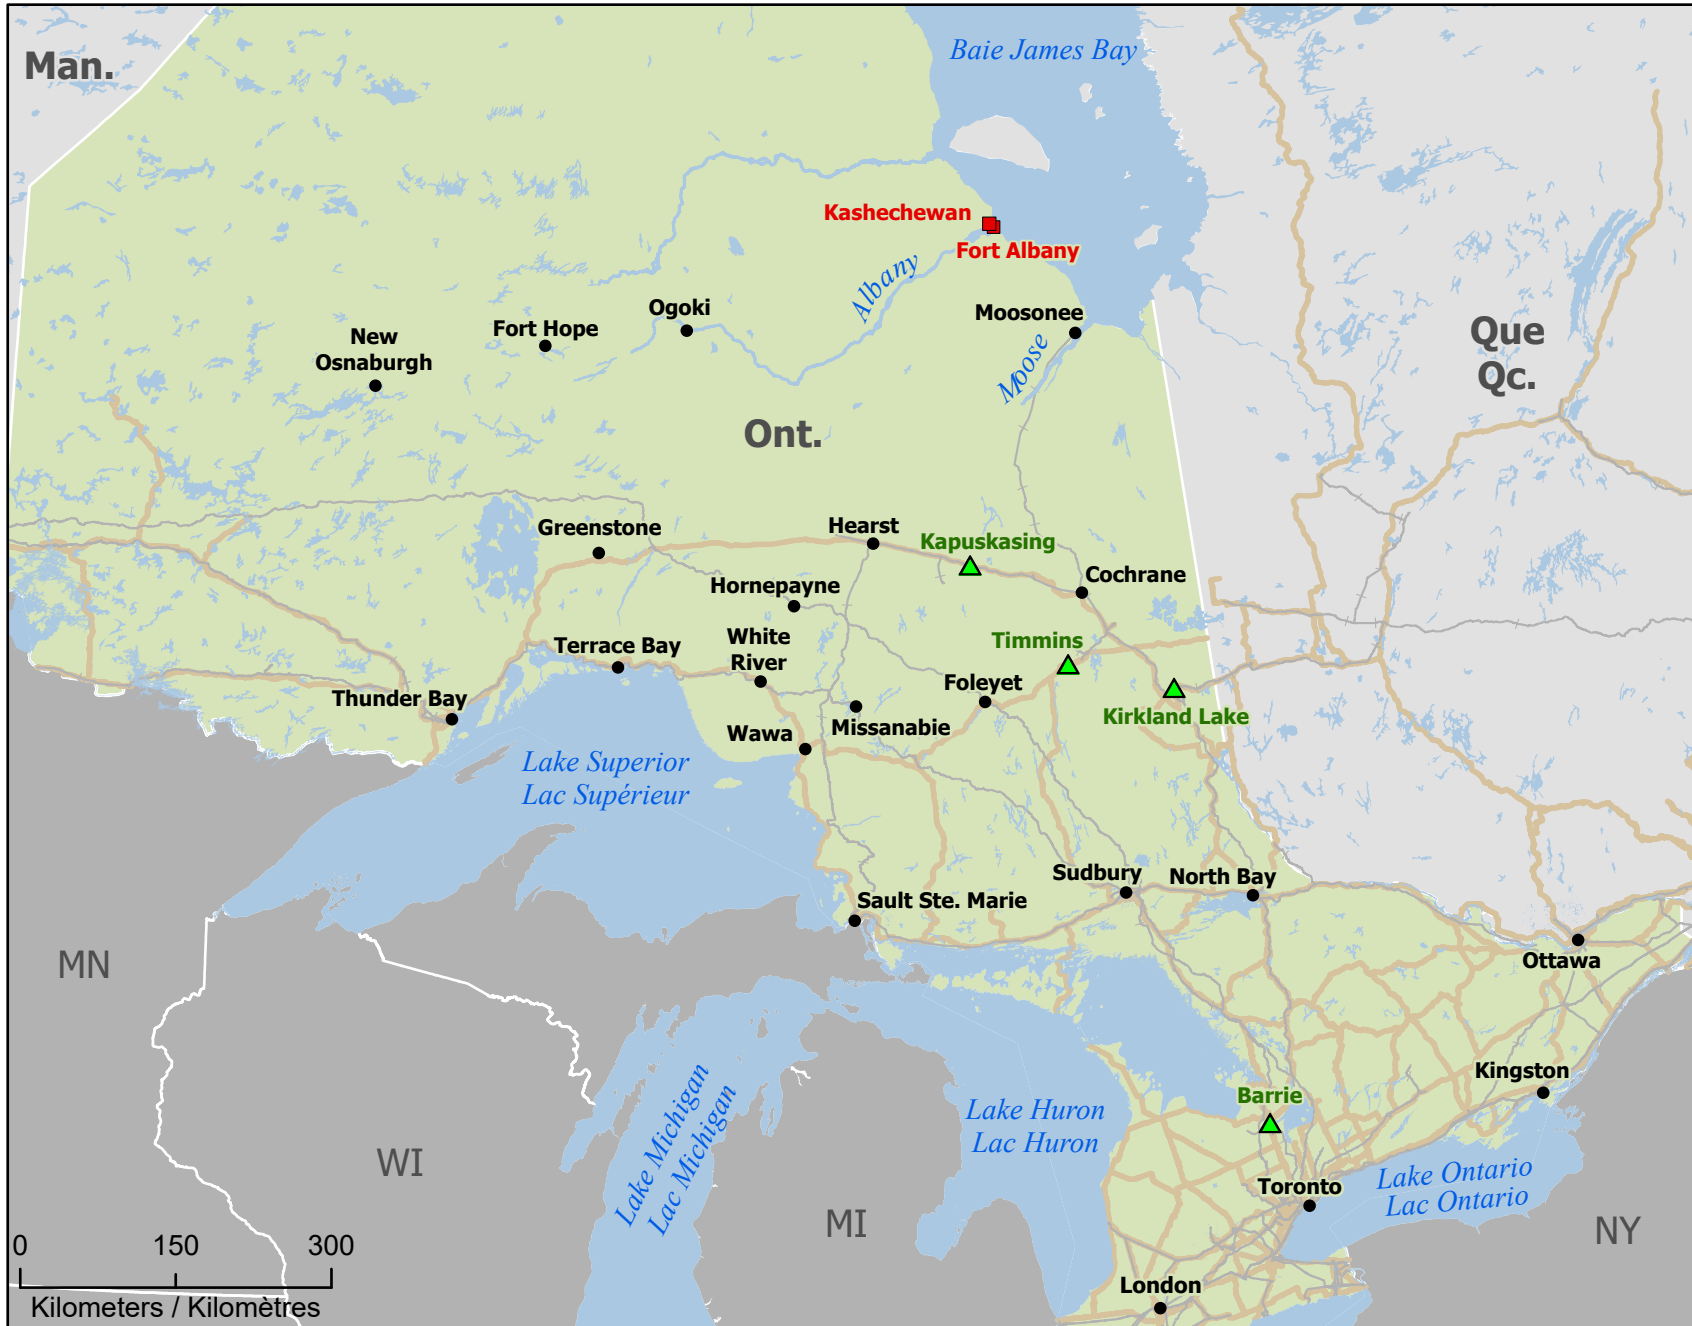 Baie James Bay
Man.
Kashechewan
Fort Albany
Albany
Ogoki
Moosonee
New
Osnaburgh
Fort Hope
Moose
Que
Qc.
Ont.
Greenstone
Hearst
Kapuskasing
Cochrane
Hornepayne
Timmins
White
River
Terrace Bay
Foleyet
Thunder Bay
Kirkland Lake
Missanabie
Wawa
Lake Superior
Lac Supérieur
Sudbury
North Bay
Sault Ste. Marie
MN
Ottawa
Kingston
Barrie
Lake Huron
Lac Huron
Lake Michigan
Lac Michigan
WI
Toronto
Lake Ontario
Lac Ontario
MI
NY
0 150 300
Kilometers / Kilomètres
London